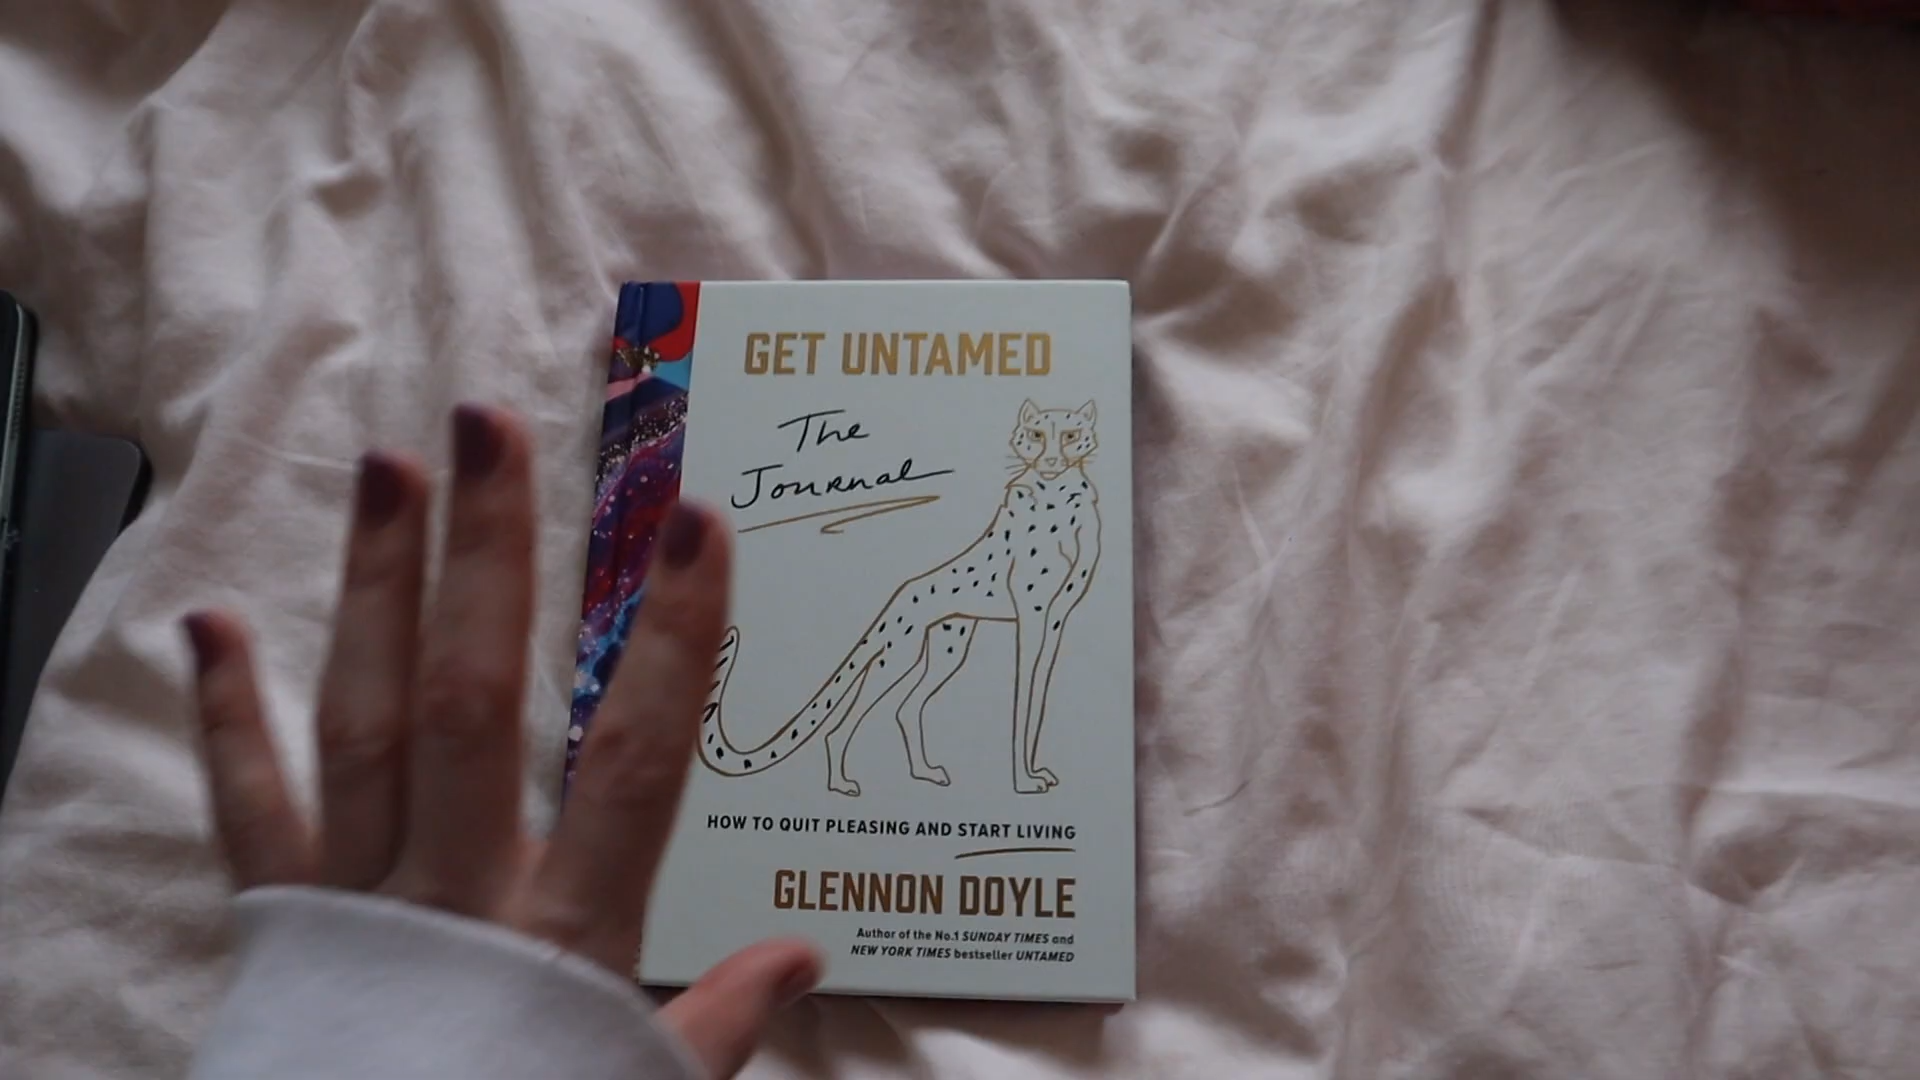 GET UNTAMED
The
Journal
HOW TO QUIT PLEASING AND START LIVING
GLENNON DOYLE
Author of the No.1 SUNDAY TIMES and
NEW YORK TIMES bestseller UNTAMED